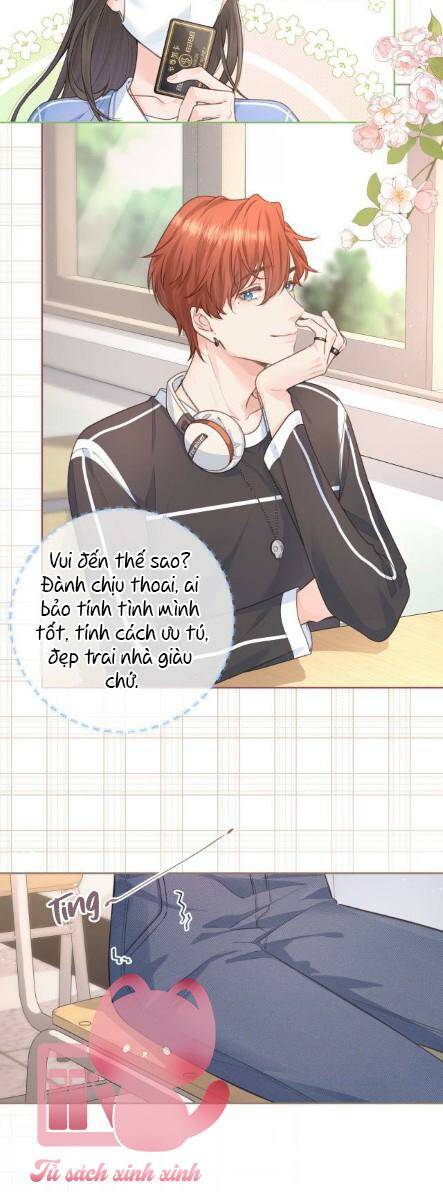 Vui đến thế sao?
Đành chịu thoai, ai
bảo tính tình mình
tốt, tính cách ưu tú,
đẹp trai nhà giàu
chứ.
Ting
Tủ sách xinh xinh